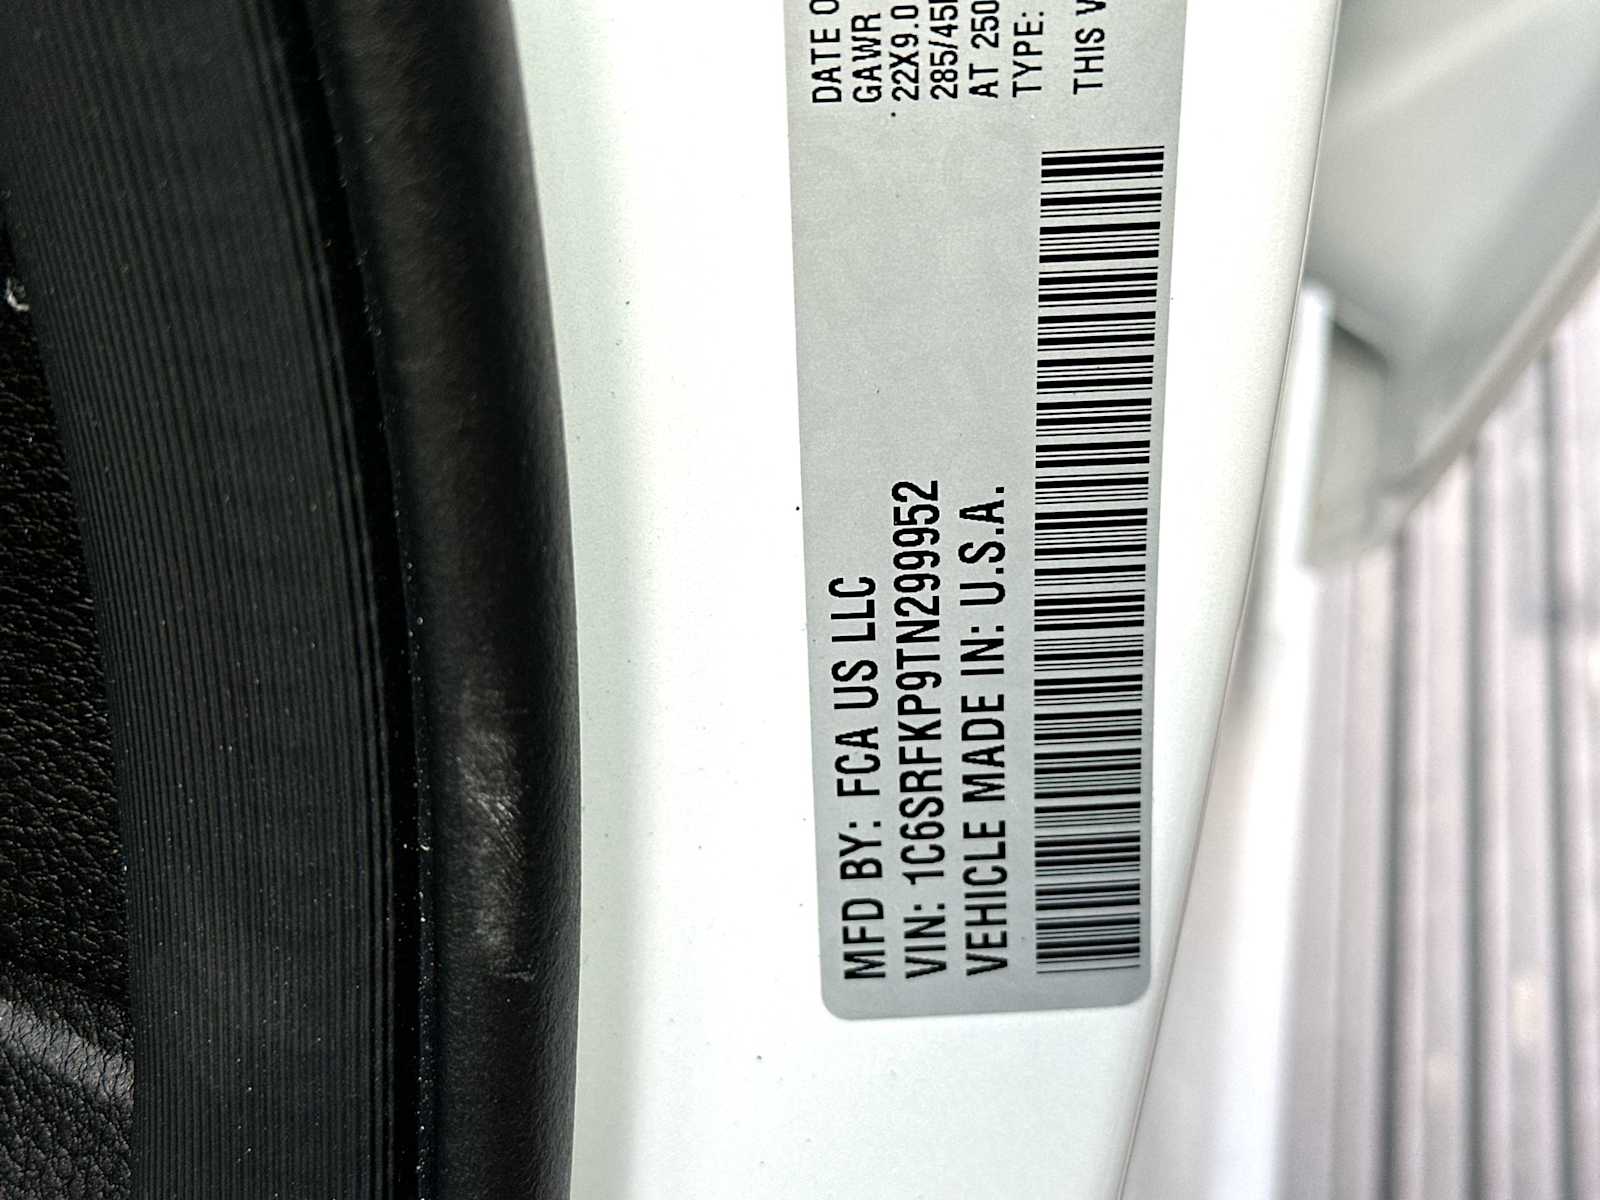 MFD BY: FCA US LLC
VIN: 1C6SRFKP9TN299952
VEHICLE MADE IN: U.S.A.
DATE O
GAWR
22X9.0
285/45
AT 250
TYPE:
THIS V